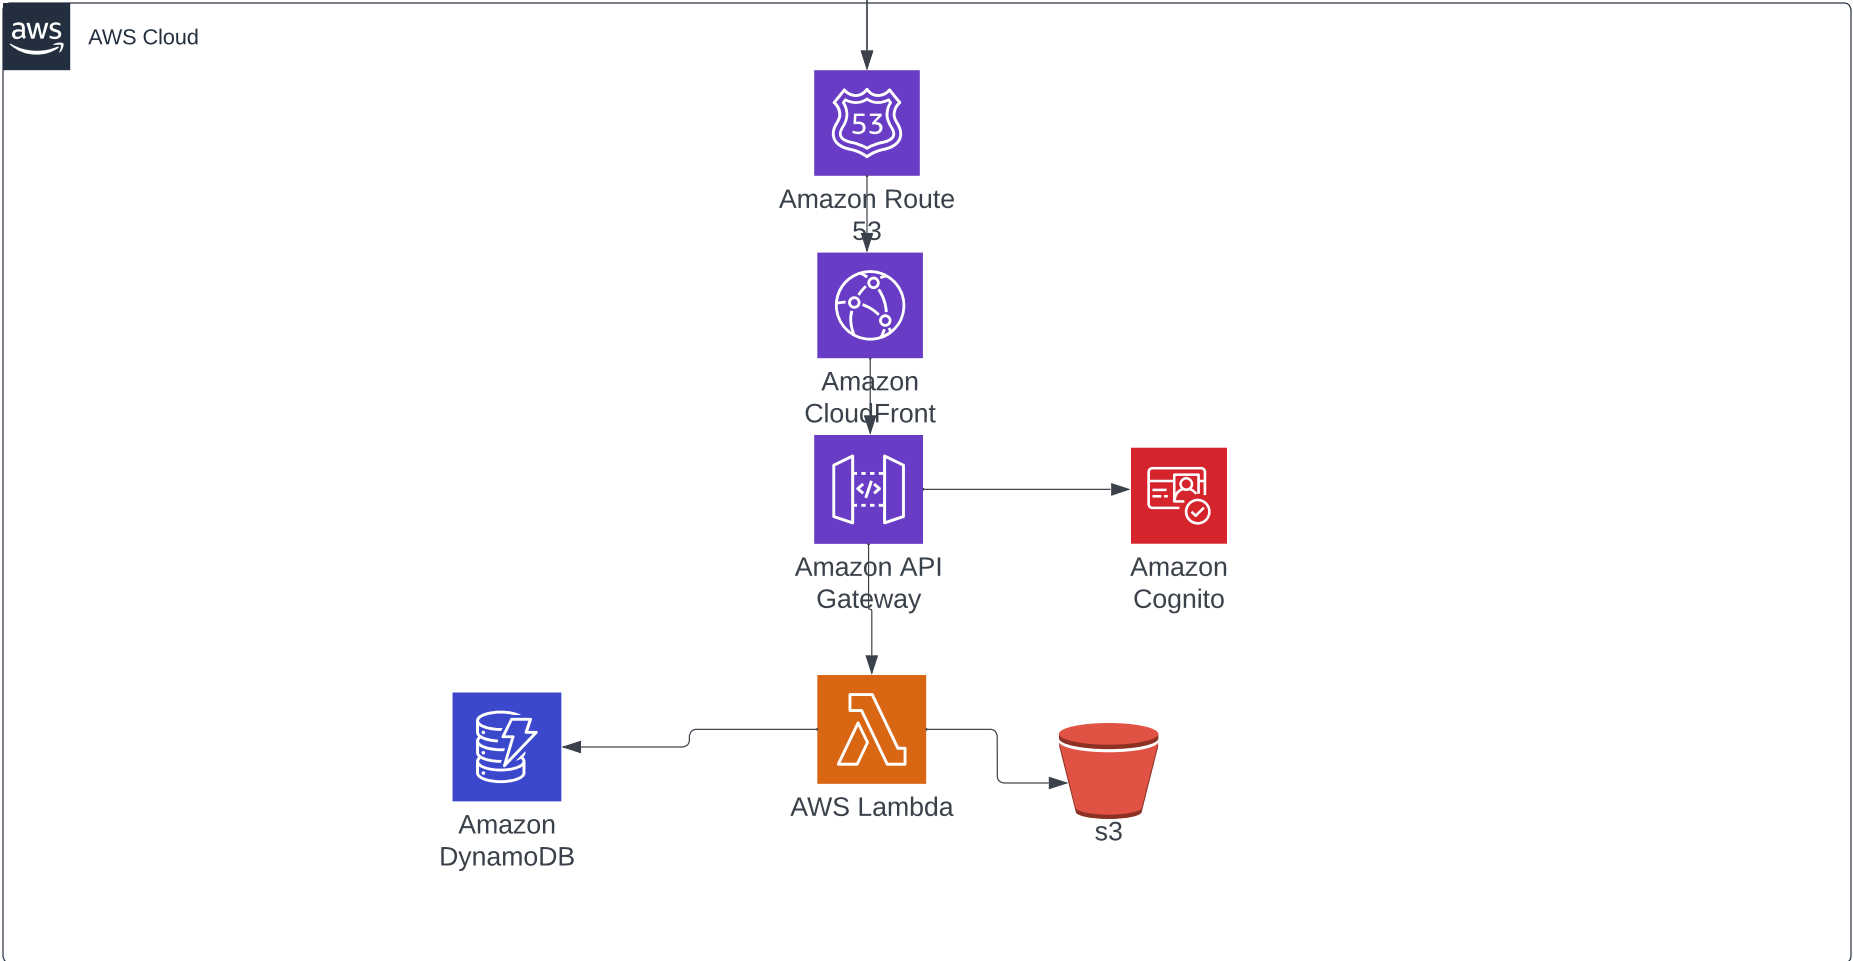 aws
AWS Cloud
53
Amazon Route
53
Amazon
CloudFront
</>
Amazon API
Gateway
Amazon
Cognito
AWS Lambda
Amazon
DynamoDB
s3